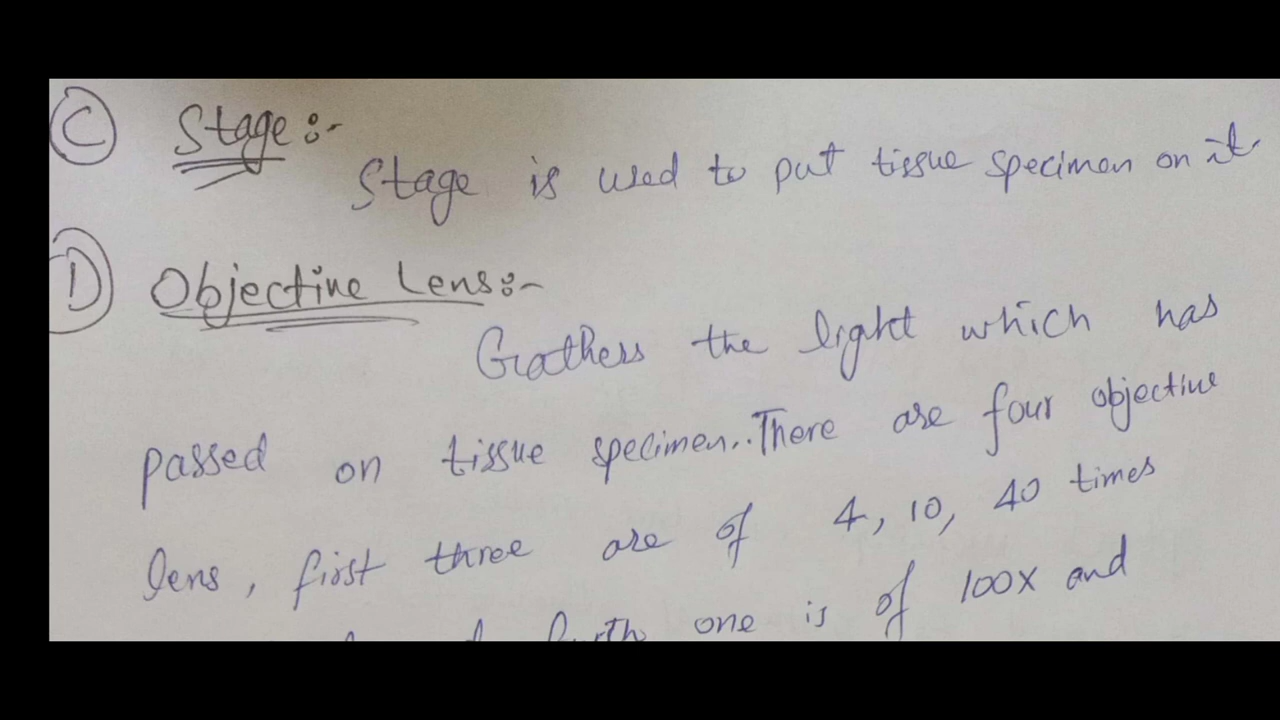 C Stage:-
Stage is used to put tissue specimen on it.
D Objective Lens:-
Gathers the light which has
passed on tissue specimen..There are four objective
lens, first three are of 4, 10, 40 times
one is of 100X and